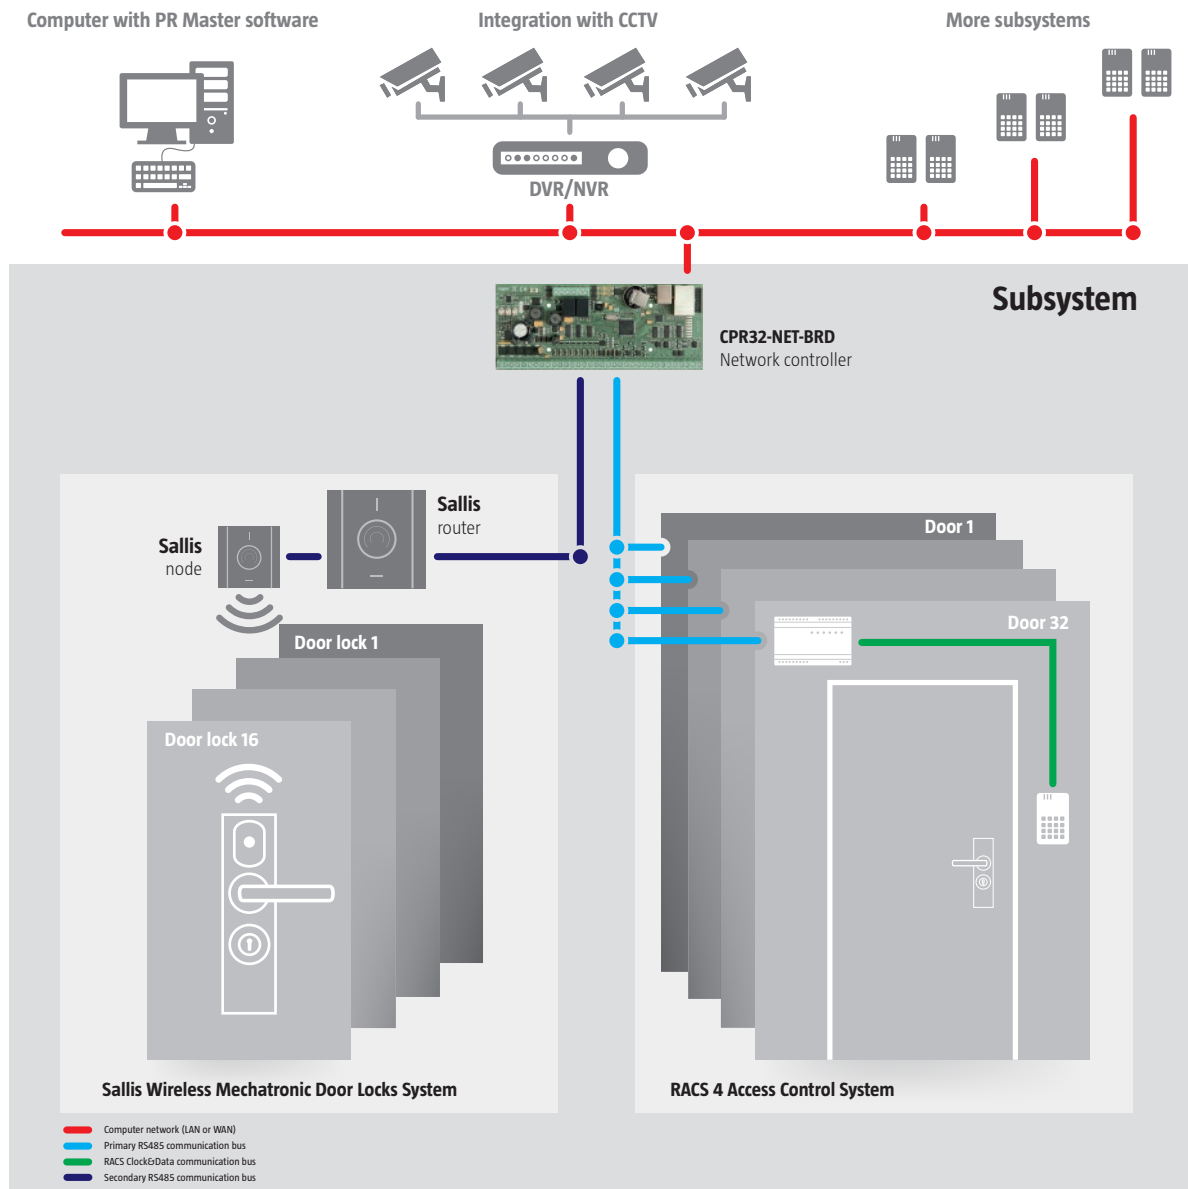 Computer with PR Master software
Integration with CCTV
More subsystems
DVR/NVR
Subsystem
CPR32-NET-BRD
Network controller
Sallis
router
Sallis
node
Door lock 1
Door lock 16
Door 1
Door 32
Sallis Wireless Mechatronic Door Locks System
RACS 4 Access Control System
Computer network (LAN or WAN)
Primary RS485 communication bus
RACS Clock&Data communication bus
Secondary RS485 communication bus